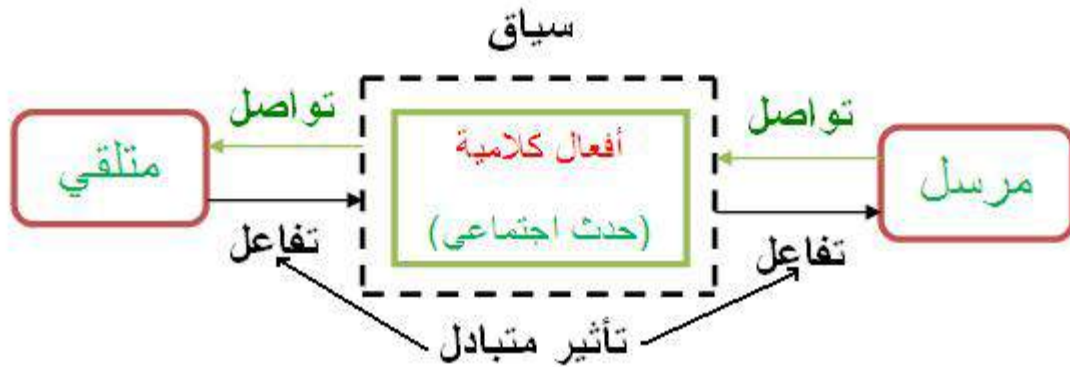 سياق
تواصل
تواصل
مرسل
أفعال كلامية
(حدث اجتماعي)
متلقي
تفاعل
تفاعل
تأثير متبادل